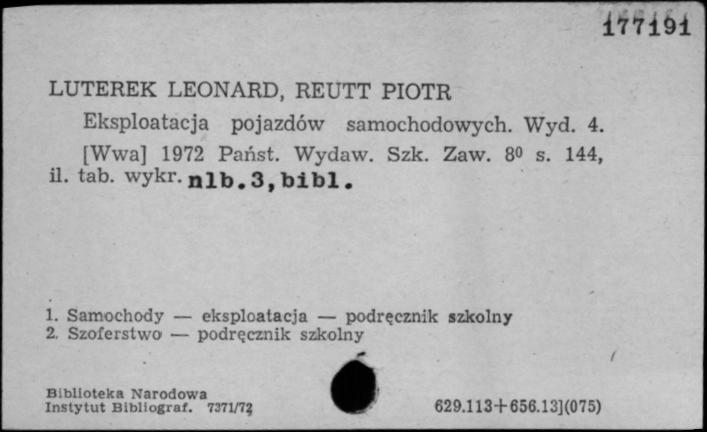 177191
LUTEREK LEONARD, REUTT PIOTR
Eksploatacja pojazdów samochodowych. Wyd. 4.
[Wwa] 1972 Państ. Wydaw. Szk. Zaw. 8⁰ s. 144,
il. tab. wykr. nlb.3,bibl.
1. Samochody — eksploatacja — podręcznik szkolny
2. Szoferstwo — podręcznik szkolny
Biblioteka Narodowa
Instytut Bibliograf. 7371/72
629.113+656.13](075)